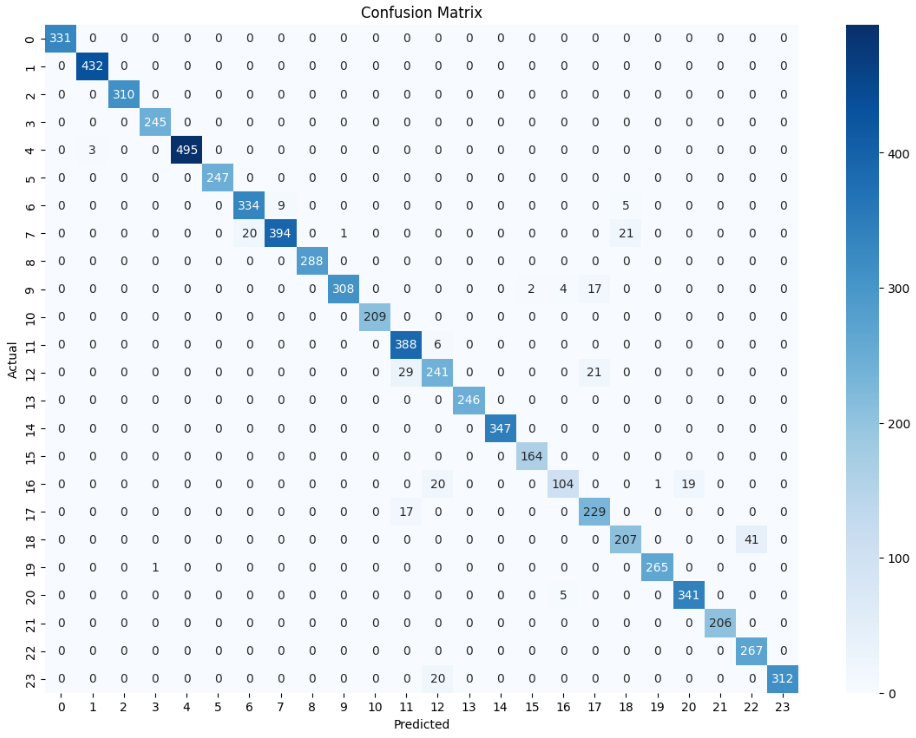 Confusion Matrix
0 331 0 0 0 0 0 0 0 0 0 0 0 0 0 0 0 0 0 0 0 0 0 0 0
1 0 432 0 0 0 0 0 0 0 0 0 0 0 0 0 0 0 0 0 0 0 0 0 0
2 0 0 310 0 0 0 0 0 0 0 0 0 0 0 0 0 0 0 0 0 0 0 0 0
3 0 0 0 245 0 0 0 0 0 0 0 0 0 0 0 0 0 0 0 0 0 0 0 0
4 0 3 0 0 495 0 0 0 0 0 0 0 0 0 0 0 0 0 0 0 0 0 0 0
400
5 0 0 0 0 0 247 0 0 0 0 0 0 0 0 0 0 0 0 0 0 0 0 0 0
6 0 0 0 0 0 0 334 9 0 0 0 0 0 0 0 0 0 0 5 0 0 0 0 0
7 0 0 0 0 0 0 20 394 0 1 0 0 0 0 0 0 0 0 21 0 0 0 0 0
8 0 0 0 0 0 0 0 0 288 0 0 0 0 0 0 0 0 0 0 0 0 0 0 0
9 0 0 0 0 0 0 0 0 0 308 0 0 0 0 0 2 4 17 0 0 0 0 0 0
300
10 0 0 0 0 0 0 0 0 0 0 209 0 0 0 0 0 0 0 0 0 0 0 0 0
11 0 0 0 0 0 0 0 0 0 0 0 388 6 0 0 0 0 0 0 0 0 0 0 0
Actual
12 0 0 0 0 0 0 0 0 0 0 0 29 241 0 0 0 0 21 0 0 0 0 0 0
13 0 0 0 0 0 0 0 0 0 0 0 0 0 246 0 0 0 0 0 0 0 0 0 0
14 0 0 0 0 0 0 0 0 0 0 0 0 0 0 347 0 0 0 0 0 0 0 0 0
200
15 0 0 0 0 0 0 0 0 0 0 0 0 0 0 0 164 0 0 0 0 0 0 0 0
16 0 0 0 0 0 0 0 0 0 0 0 0 20 0 0 0 104 0 0 1 19 0 0 0
17 0 0 0 0 0 0 0 0 0 0 0 17 0 0 0 0 0 229 0 0 0 0 0 0
18 0 0 0 0 0 0 0 0 0 0 0 0 0 0 0 0 0 0 207 0 0 0 41 0
100
19 0 0 0 1 0 0 0 0 0 0 0 0 0 0 0 0 0 0 0 265 0 0 0 0
20 0 0 0 0 0 0 0 0 0 0 0 0 0 0 0 0 5 0 0 0 341 0 0 0
21 0 0 0 0 0 0 0 0 0 0 0 0 0 0 0 0 0 0 0 0 0 206 0 0
22 0 0 0 0 0 0 0 0 0 0 0 0 0 0 0 0 0 0 0 0 0 0 267 0
23 0 0 0 0 0 0 0 0 0 0 0 0 20 0 0 0 0 0 0 0 0 0 0 312
0
0 1 2 3 4 5 6 7 8 9 10 11 12 13 14 15 16 17 18 19 20 21 22 23
Predicted